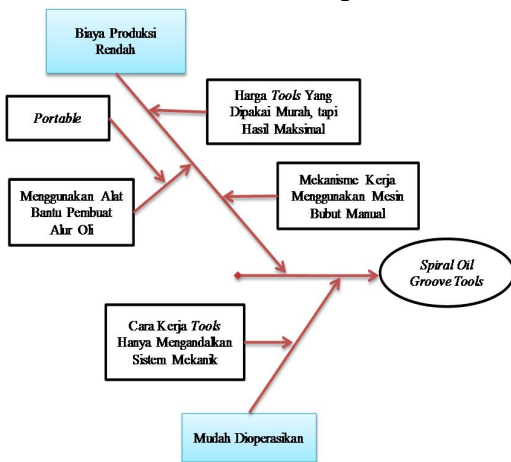 Biaya Produksi
Rendah
Harga Tools Yang
Dipakai Murah, tapi
Hasil Maksimal
Portable
Menggunakan Alat
Bantu Pembuat
Alur Oli
Mekanisme Kerja
Menggunakan Mesin
Bubut Manual
Spiral Oil
Groove Tools
Cara Kerja Tools
Hanya Mengandalkan
Sistem Mekanik
Mudah Dioperasikan